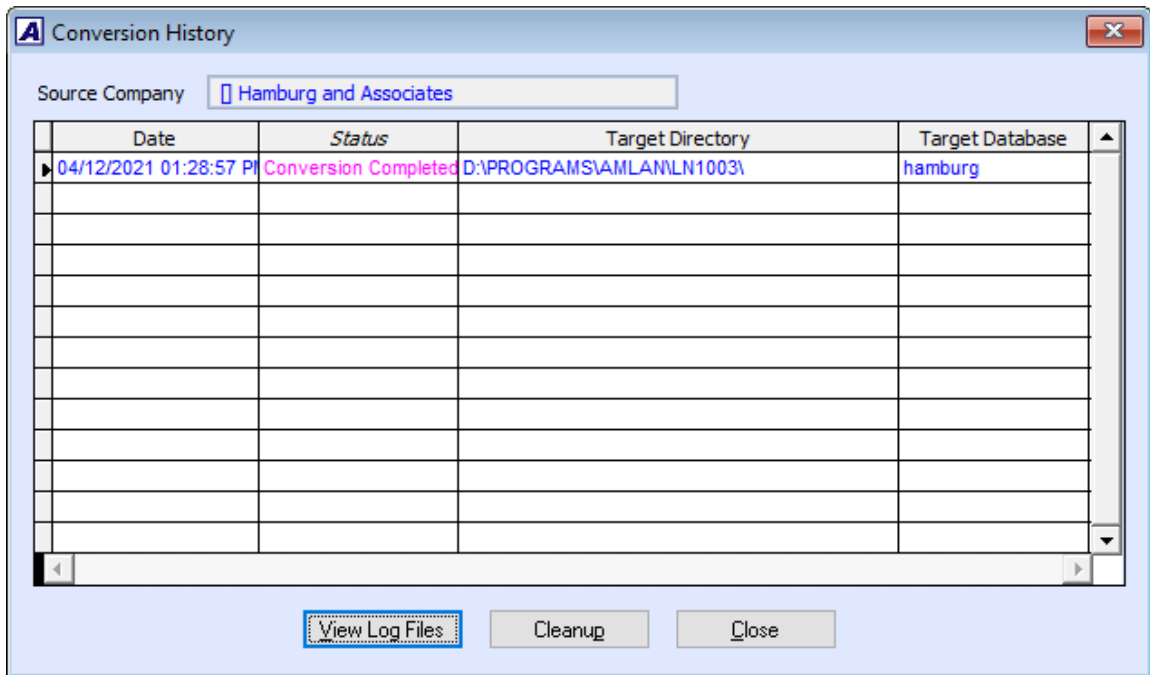 A Conversion History
Source Company [] Hamburg and Associates
Date Status Target Directory Target Database
04/12/2021 01:28:57 PM Conversion Completed D:\PROGRAMS\AMLAN\LN1003\ hamburg
View Log Files Cleanup Close